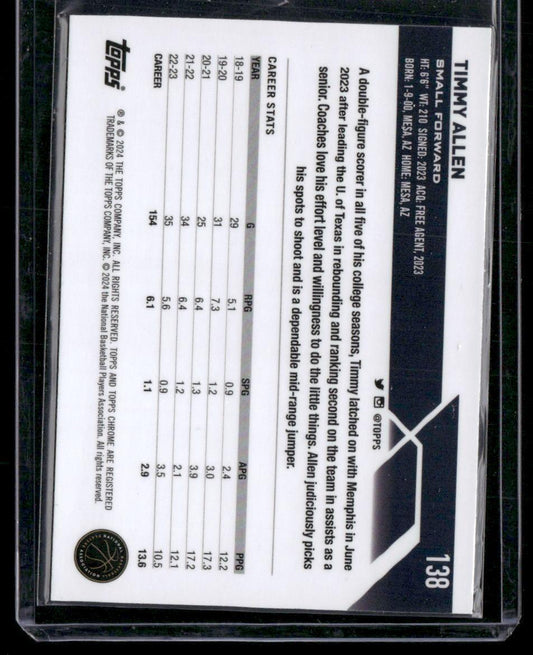 TIMMY ALLEN
138
SMALL FORWARD
HT: 6'6" WT: 210 SIGNED: 2023 ACQ: FREE AGENT, 2023
BORN: 1-9-00, MESA, AZ HOME: MESA, AZ
@TOPPS
A double-figure scorer in all five of his college seasons, Timmy latched on with Memphis in June
2023 after leading the U. of Texas in rebounding and ranking second on the team in assists as a
senior. Coaches love his effort level and willingness to do the little things. Allen judiciously picks
his spots to shoot and is a dependable mid-range jumper.
CAREER STATS
YEAR G RPG SPG APG PPG
18-19 29 5.1 0.9 2.4 12.2
19-20 31 7.3 1.2 3.0 17.3
20-21 25 6.4 1.3 3.9 17.2
21-22 34 6.4 1.2 2.1 12.1
22-23 35 5.6 0.9 3.5 10.5
CAREER 154 6.1 1.1 2.9 13.6
topps
® & © 2024 THE TOPPS COMPANY, INC. ALL RIGHTS RESERVED. TOPPS AND TOPPS CHROME ARE REGISTERED
TRADEMARKS OF THE TOPPS COMPANY, INC. © 2024 the National Basketball Players Association. All rights reserved.